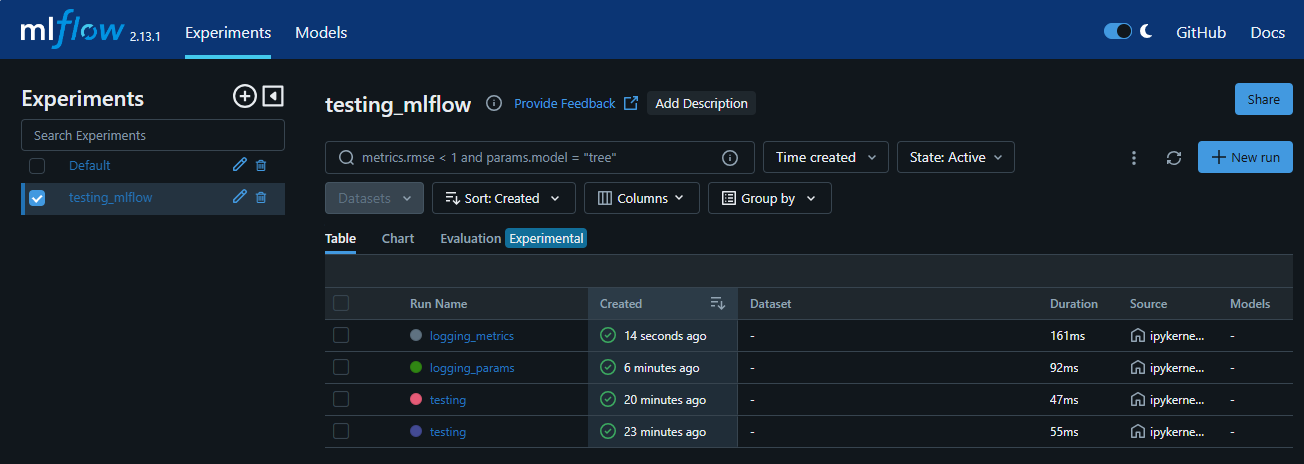 mlflow 2.13.1 Experiments Models GitHub Docs
Experiments
Search Experiments
Default
testing_mlflow
testing_mlflow Provide Feedback Add Description Share
metrics.rmse < 1 and params.model = "tree" Time created State: Active New run
Datasets Sort: Created Columns Group by
Table Chart Evaluation Experimental
Run Name Created Dataset Duration Source Models
logging_metrics 14 seconds ago - 161ms ipykerne... -
logging_params 6 minutes ago - 92ms ipykerne... -
testing 20 minutes ago - 47ms ipykerne... -
testing 23 minutes ago - 55ms ipykerne... -